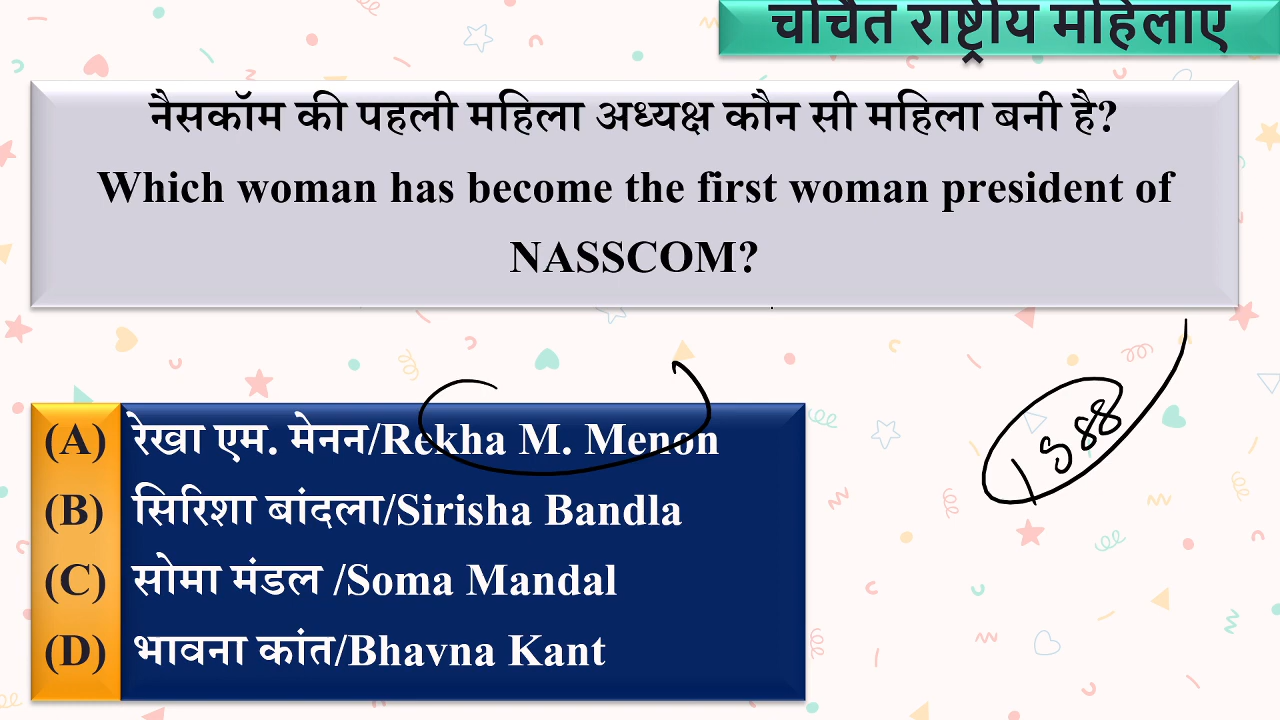 चर्चित राष्ट्रीय महिलाए
नैसकॉम की पहली महिला अध्यक्ष कौन सी महिला बनी है?
Which woman has become the first woman president of
NASSCOM?
(A) रेखा एम. मेनन/Rekha M. Menon
(B) सिरिशा बांदला/Sirisha Bandla
(C) सोमा मंडल /Soma Mandal
(D) भावना कांत/Bhavna Kant